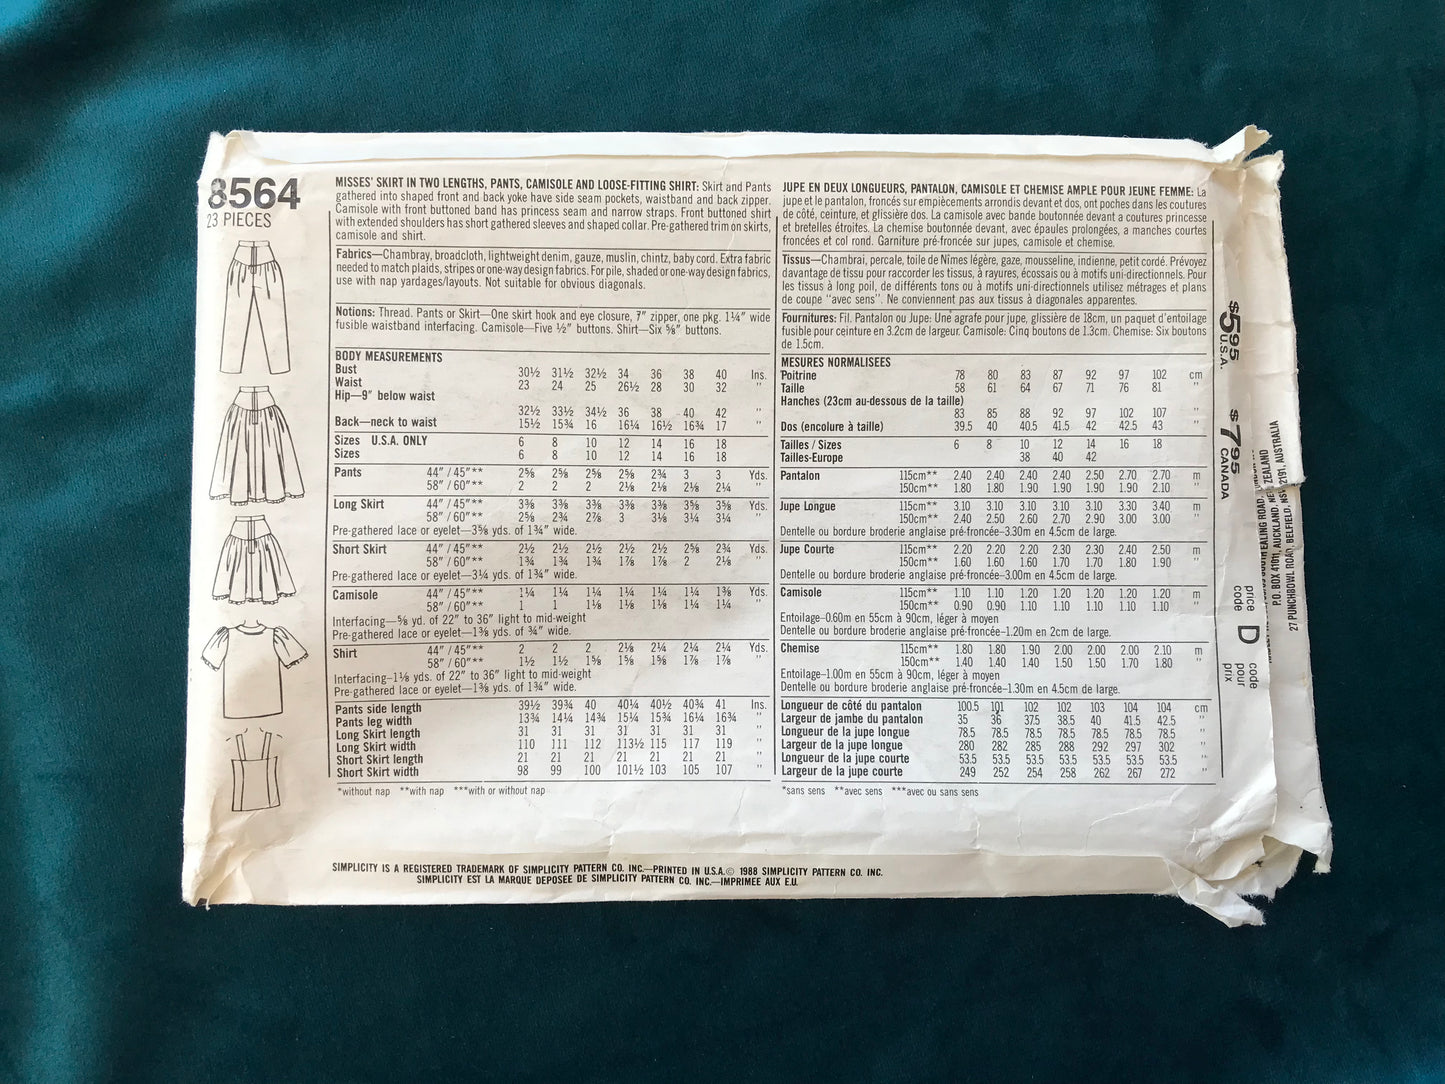 8564
23 PIECES
MISSES' SKIRT IN TWO LENGTHS, PANTS, CAMISOLE AND LOOSE-FITTING SHIRT: Skirt and Pants
gathered into shaped front and back yoke have side seam pockets, waistband and back zipper.
Camisole with front buttoned band has princess seam and narrow straps. Front buttoned shirt
with extended shoulders has short gathered sleeves and shaped collar. Pre-gathered trim on skirts,
camisole and shirt.
Fabrics—Chambray, broadcloth, lightweight denim, gauze, muslin, chintz, baby cord. Extra fabric
needed to match plaids, stripes or one-way design fabrics. For pile, shaded or one-way design fabrics,
use with nap yardages/layouts. Not suitable for obvious diagonals.
Notions: Thread. Pants or Skirt—One skirt hook and eye closure, 7" zipper, one pkg. 1¼" wide
fusible waistband interfacing. Camisole—Five ½" buttons. Shirt—Six ⅝" buttons.
BODY MEASUREMENTS
Bust 30½ 31½ 32½ 34 36 38 40 Ins.
Waist 23 24 25 26½ 28 30 32 "
Hip—9" below waist
32½ 33½ 34½ 36 38 40 42 "
Back—neck to waist 15½ 15¾ 16 16¼ 16½ 16¾ 17 "
Sizes U.S.A. ONLY 6 8 10 12 14 16 18
Sizes 6 8 10 12 14 16 18
Pants 44" / 45"** 2⅝ 2⅝ 2⅝ 2⅝ 2¾ 3 3 Yds.
58" / 60"** 2 2 2 2⅛ 2⅛ 2⅛ 2¼ "
Long Skirt 44" / 45"** 3⅜ 3⅜ 3⅜ 3⅜ 3⅜ 3⅝ 3⅝ Yds.
58" / 60"** 2⅝ 2¾ 2⅞ 3 3⅛ 3¼ 3¼ "
Pre-gathered lace or eyelet—3⅝ yds. of 1¾" wide.
Short Skirt 44" / 45"** 2½ 2½ 2½ 2½ 2½ 2⅝ 2¾ Yds.
58" / 60"** 1¾ 1¾ 1¾ 1⅞ 1⅞ 2 2⅛ "
Pre-gathered lace or eyelet—3¼ yds. of 1¾" wide.
Camisole 44" / 45"** 1¼ 1¼ 1¼ 1¼ 1¼ 1¼ 1⅜ Yds.
58" / 60"** 1 1 1⅛ 1⅛ 1⅛ 1¼ 1¼ "
Interfacing—⅝ yd. of 22" to 36" light to mid-weight
Pre-gathered lace or eyelet—1⅜ yds. of ¾" wide.
Shirt 44" / 45"** 2 2 2 2⅛ 2¼ 2¼ 2¼ Yds.
58" / 60"** 1½ 1½ 1⅝ 1⅝ 1⅝ 1⅞ 1⅞ "
Interfacing—1⅛ yds. of 22" to 36" light to mid-weight
Pre-gathered lace or eyelet—1⅜ yds. of 1¾" wide.
Pants side length 39½ 39¾ 40 40¼ 40½ 40¾ 41 Ins.
Pants leg width 13¾ 14¼ 14¾ 15¼ 15¾ 16¼ 16¾ "
Long Skirt length 31 31 31 31 31 31 31 "
Long Skirt width 110 111 112 113½ 115 117 119 "
Short Skirt length 21 21 21 21 21 21 21 "
Short Skirt width 98 99 100 101½ 103 105 107 "
*without nap **with nap ***with or without nap
JUPE EN DEUX LONGUEURS, PANTALON, CAMISOLE ET CHEMISE AMPLE POUR JEUNE FEMME: La
jupe et le pantalon, froncés sur empiècements arrondis devant et dos, ont poches dans les coutures
de côté, ceinture, et glissière dos. La camisole avec bande boutonnée devant a coutures princesse
et bretelles étroites. La chemise boutonnée devant, avec épaules prolongées, a manches courtes
froncées et col rond. Garniture pré-froncée sur jupes, camisole et chemise.
Tissus—Chambrai, percale, toile de Nîmes légère, gaze, mousseline, indienne, petit cordé. Prévoyez
davantage de tissu pour raccorder les tissus, à rayures, écossais ou à motifs uni-directionnels. Pour
les tissus à long poil, de différents tons ou à motifs uni-directionnels utilisez métrages et plans
de coupe "avec sens". Ne conviennent pas aux tissus à diagonales apparentes.
Fournitures: Fil. Pantalon ou Jupe: Une agrafe pour jupe, glissière de 18cm, un paquet d'entoilage
fusible pour ceinture en 3.2cm de largeur. Camisole: Cinq boutons de 1.3cm. Chemise: Six boutons
de 1.5cm.
MESURES NORMALISEES
Poitrine 78 80 83 87 92 97 102 cm
Taille 58 61 64 67 71 76 81 "
Hanches (23cm au-dessous de la taille)
83 85 88 92 97 102 107 "
Dos (encolure à taille) 39.5 40 40.5 41.5 42 42.5 43 "
Tailles / Sizes 6 8 10 12 14 16 18
Tailles-Europe 38 40 42
Pantalon 115cm** 2.40 2.40 2.40 2.40 2.50 2.70 2.70 m
150cm** 1.80 1.80 1.90 1.90 1.90 1.90 2.10 "
Jupe Longue 115cm** 3.10 3.10 3.10 3.10 3.10 3.30 3.40 m
150cm** 2.40 2.50 2.60 2.70 2.90 3.00 3.00 "
Dentelle ou bordure broderie anglaise pré-froncée–3.30m en 4.5cm de large.
Jupe Courte 115cm** 2.20 2.20 2.20 2.30 2.30 2.40 2.50 m
150cm** 1.60 1.60 1.60 1.70 1.70 1.80 1.90 "
Dentelle ou bordure broderie anglaise pré-froncée–3.00m en 4.5cm de large.
Camisole 115cm** 1.10 1.10 1.20 1.20 1.20 1.20 1.20 m
150cm** 0.90 0.90 1.10 1.10 1.10 1.10 1.10 "
Entoilage–0.60m en 55cm à 90cm, léger à moyen
Dentelle ou bordure broderie anglaise pré-froncée–1.20m en 2cm de large.
Chemise 115cm** 1.80 1.80 1.90 2.00 2.00 2.00 2.10 m
150cm** 1.40 1.40 1.40 1.50 1.50 1.70 1.80 "
Entoilage–1.00m en 55cm à 90cm, léger à moyen
Dentelle ou bordure broderie anglaise pré-froncée–1.30m en 4.5cm de large.
Longueur de côté du pantalon 100.5 101 102 102 103 104 104 cm
Largeur de jambe du pantalon 35 36 37.5 38.5 40 41.5 42.5 "
Longueur de la jupe longue 78.5 78.5 78.5 78.5 78.5 78.5 78.5 "
Largeur de la jupe longue 280 282 285 288 292 297 302 "
Longueur de la jupe courte 53.5 53.5 53.5 53.5 53.5 53.5 53.5 "
Largeur de la jupe courte 249 252 254 258 262 267 272 "
*sans sens **avec sens ***avec ou sans sens
$5.95
U.S.A.
$7.95
CANADA
price code D code pour prix
EALING ROAD,
P.O. BOX 41011, AUCKLAND, NEW ZEALAND
27 PUNCHBOWL ROAD, BELFIELD, NSW 2191, AUSTRALIA
SIMPLICITY IS A REGISTERED TRADEMARK OF SIMPLICITY PATTERN CO. INC.—PRINTED IN U.S.A.© 1988 SIMPLICITY PATTERN CO. INC.
SIMPLICITY EST LA MARQUE DEPOSEE DE SIMPLICITY PATTERN CO. INC.—IMPRIMEE AUX E.U.